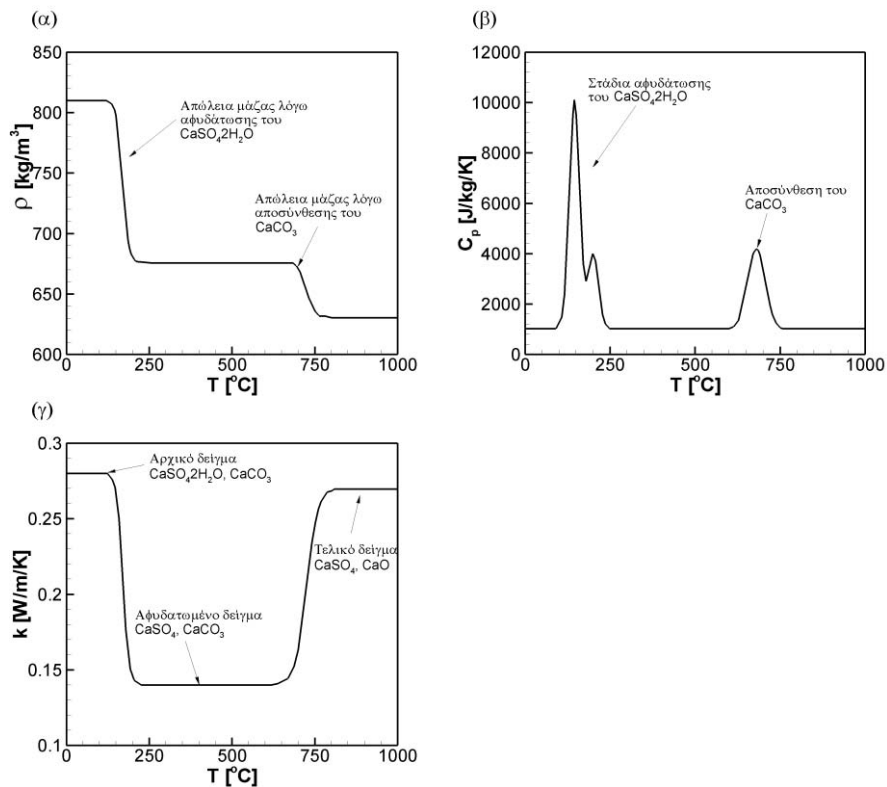 (α)
850
800
750
700
650
600
ρ [kg/m³]
Απώλεια μάζας λόγω
αφυδάτωσης του
CaSO₄2H₂O
Απώλεια μάζας λόγω
αποσύνθεσης του
CaCO₃
0
250
500
750
1000
T [°C]
(β)
12000
10000
8000
6000
4000
2000
0
Cₚ [J/kg/K]
Στάδια αφυδάτωσης
του CaSO₄2H₂O
Αποσύνθεση του
CaCO₃
0
250
500
750
1000
T [°C]
(γ)
0.3
0.25
0.2
0.15
0.1
k [W/m/K]
Αρχικό δείγμα
CaSO₄2H₂O, CaCO₃
Τελικό δείγμα
CaSO₄, CaO
Αφυδατωμένο δείγμα
CaSO₄, CaCO₃
0
250
500
750
1000
T [°C]